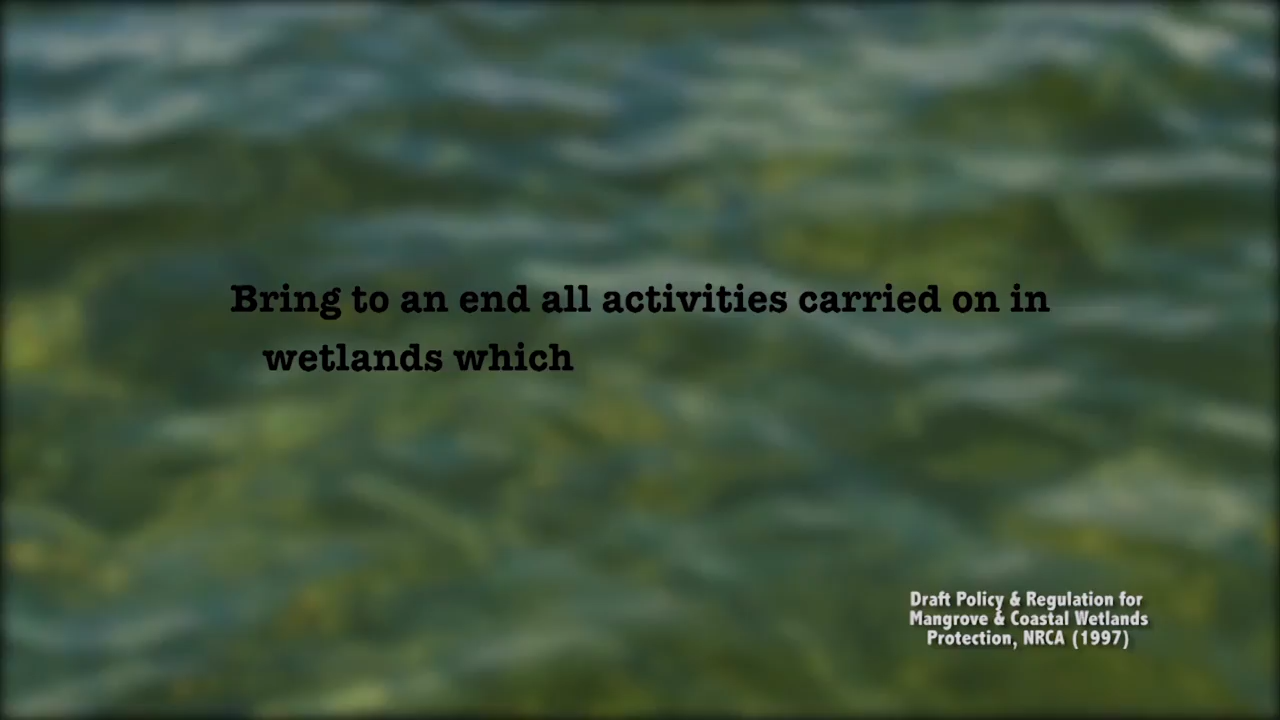 Bring to an end all activities carried on in
wetlands which
Draft Policy & Regulation for
Mangrove & Coastal Wetlands
Protection, NRCA (1997)